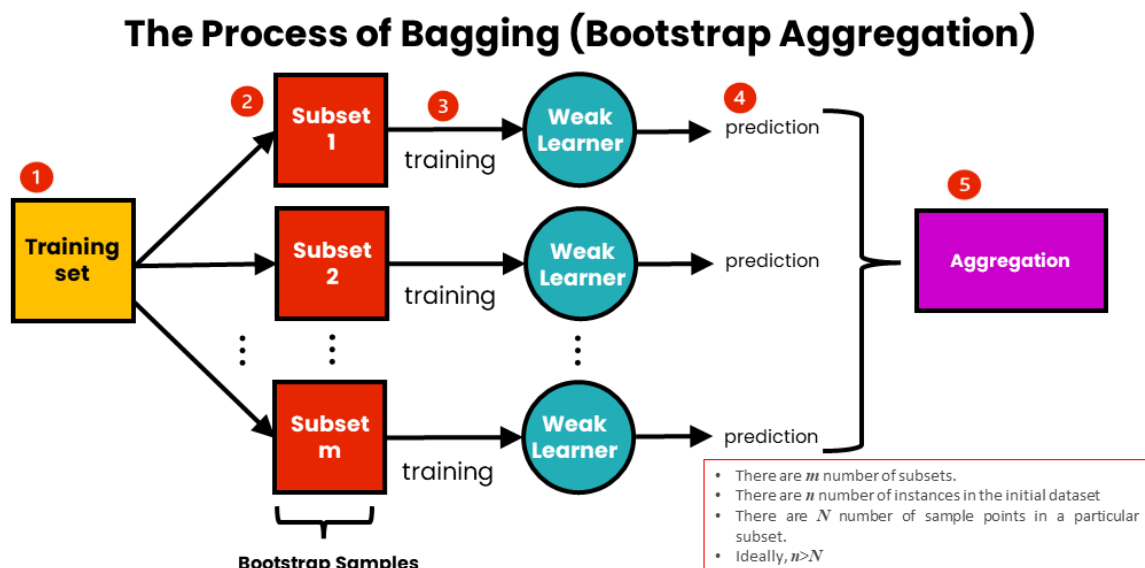 The Process of Bagging (Bootstrap Aggregation)
1
Training
set
2
Subset
1
3
training
Weak
Learner
4
prediction
Subset
2
training
Weak
Learner
prediction
Subset
m
training
Weak
Learner
prediction
5
Aggregation
Bootstrap Samples
• There are m number of subsets.
• There are n number of instances in the initial dataset
• There are N number of sample points in a particular
subset.
• Ideally, n>N